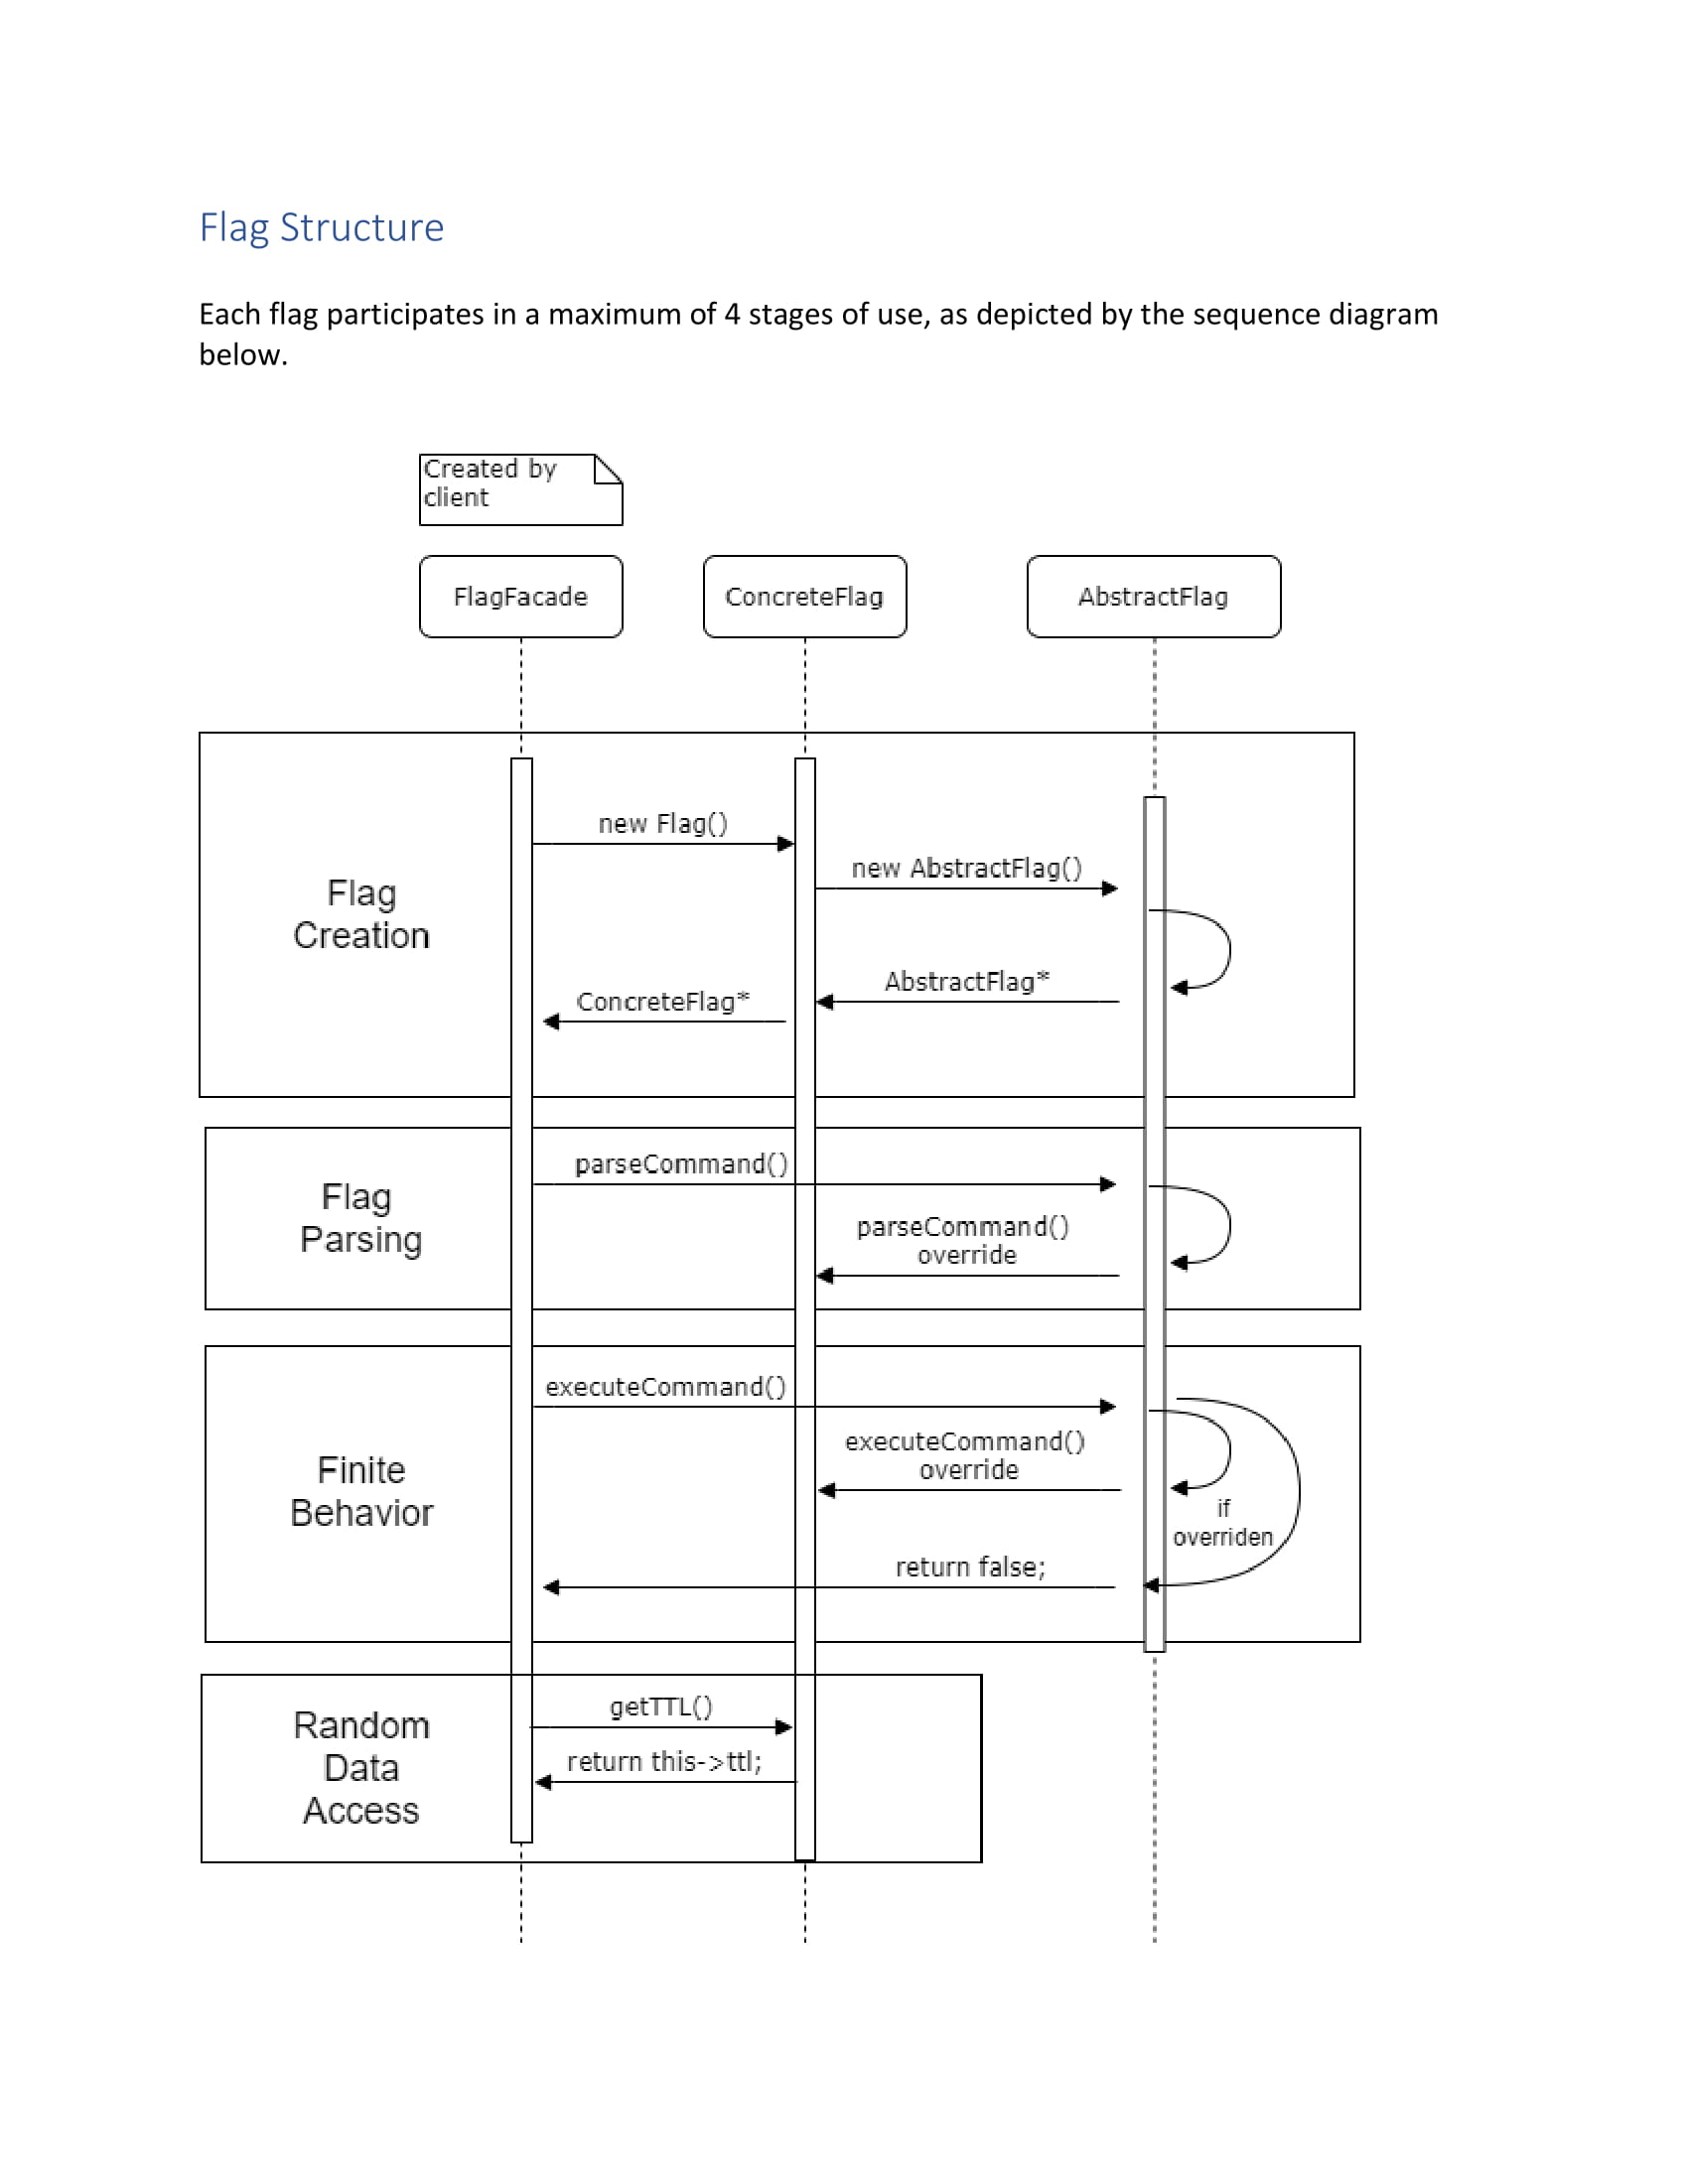 Flag Structure
Each flag participates in a maximum of 4 stages of use, as depicted by the sequence diagram
below.
Created by
client
FlagFacade
ConcreteFlag
AbstractFlag
Flag
Creation
new Flag()
new AbstractFlag()
AbstractFlag*
ConcreteFlag*
Flag
Parsing
parseCommand()
parseCommand()
override
Finite
Behavior
executeCommand()
executeCommand()
override
if
overriden
return false;
Random
Data
Access
getTTL()
return this->ttl;